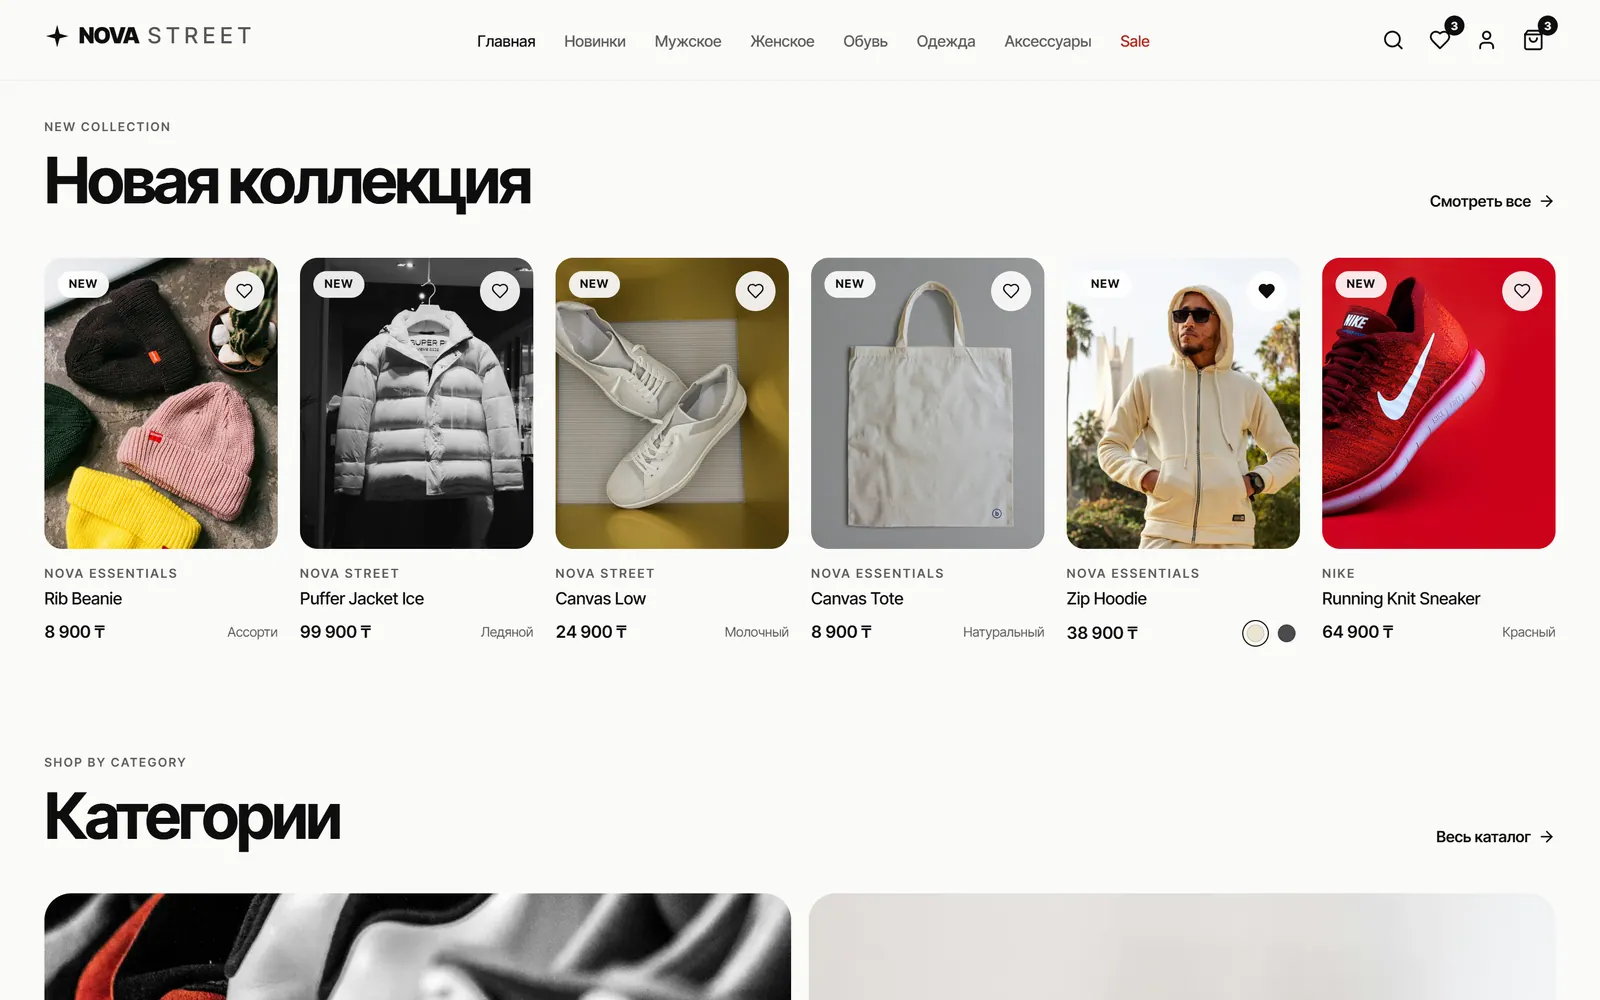 NOVA STREET
Главная Новинки Мужское Женское Обувь Одежда Аксессуары Sale
3 3
NEW COLLECTION
Новая коллекция
Смотреть все →
NEW NEW NEW NEW NEW NEW
SUPER
NIKE
NOVA ESSENTIALS NOVA STREET NOVA STREET NOVA ESSENTIALS NOVA ESSENTIALS NIKE
Rib Beanie Puffer Jacket Ice Canvas Low Canvas Tote Zip Hoodie Running Knit Sneaker
8 900 ₸ Ассорти 99 900 ₸ Ледяной 24 900 ₸ Молочный 8 900 ₸ Натуральный 38 900 ₸ 64 900 ₸ Красный
SHOP BY CATEGORY
Категории
Весь каталог →